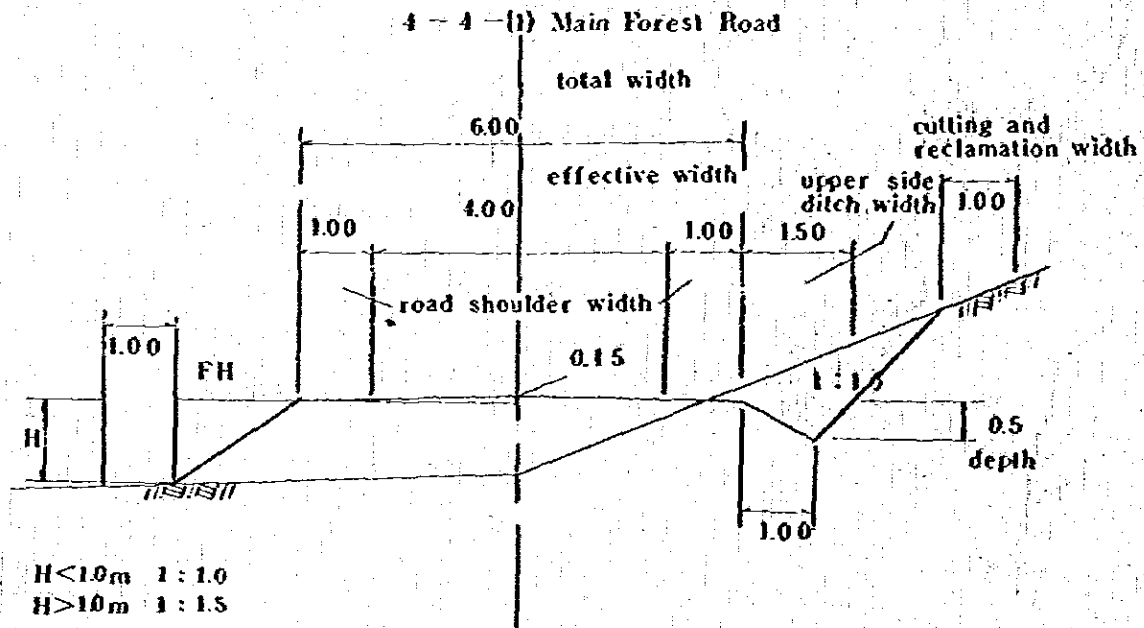 4 - 4 -(1) Main Forest Road
total width
6.00
cutting and
reclamation width
effective width
upper side
ditch width
4.00
1.00
1.00
1.00
1.50
road shoulder width
1.00
FH
0.15
1 : 1.5
H
0.5
depth
1.00
H<1.0m 1 : 1.0
H>1.0m 1 : 1.5